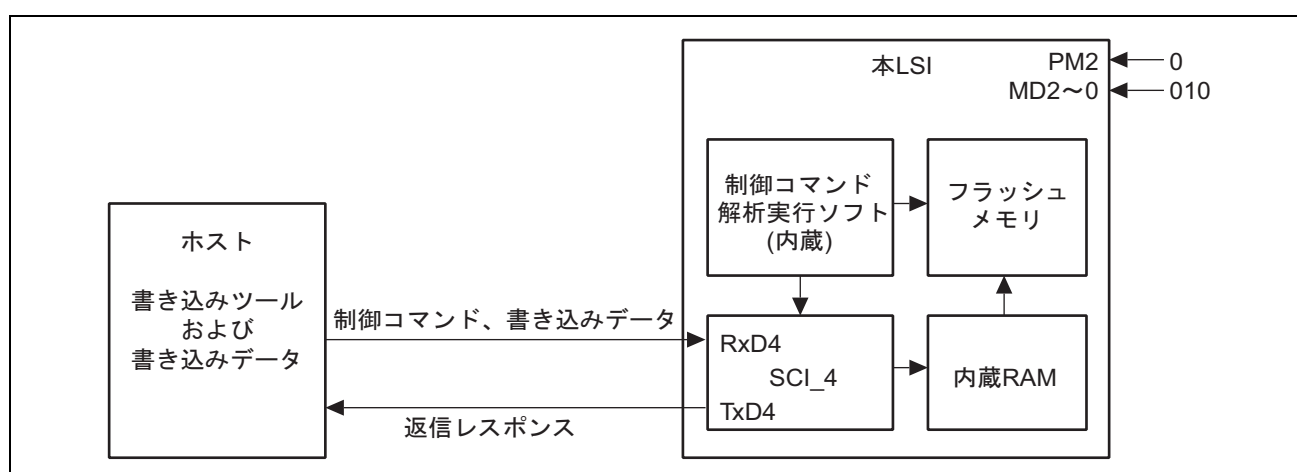 本LSI
PM2
0
MD2～0
010
制御コマンド
解析実行ソフト
(内蔵)
フラッシュ
メモリ
ホスト
書き込みツール
および
書き込みデータ
制御コマンド、書き込みデータ
RxD4
SCI_4
TxD4
内蔵RAM
返信レスポンス